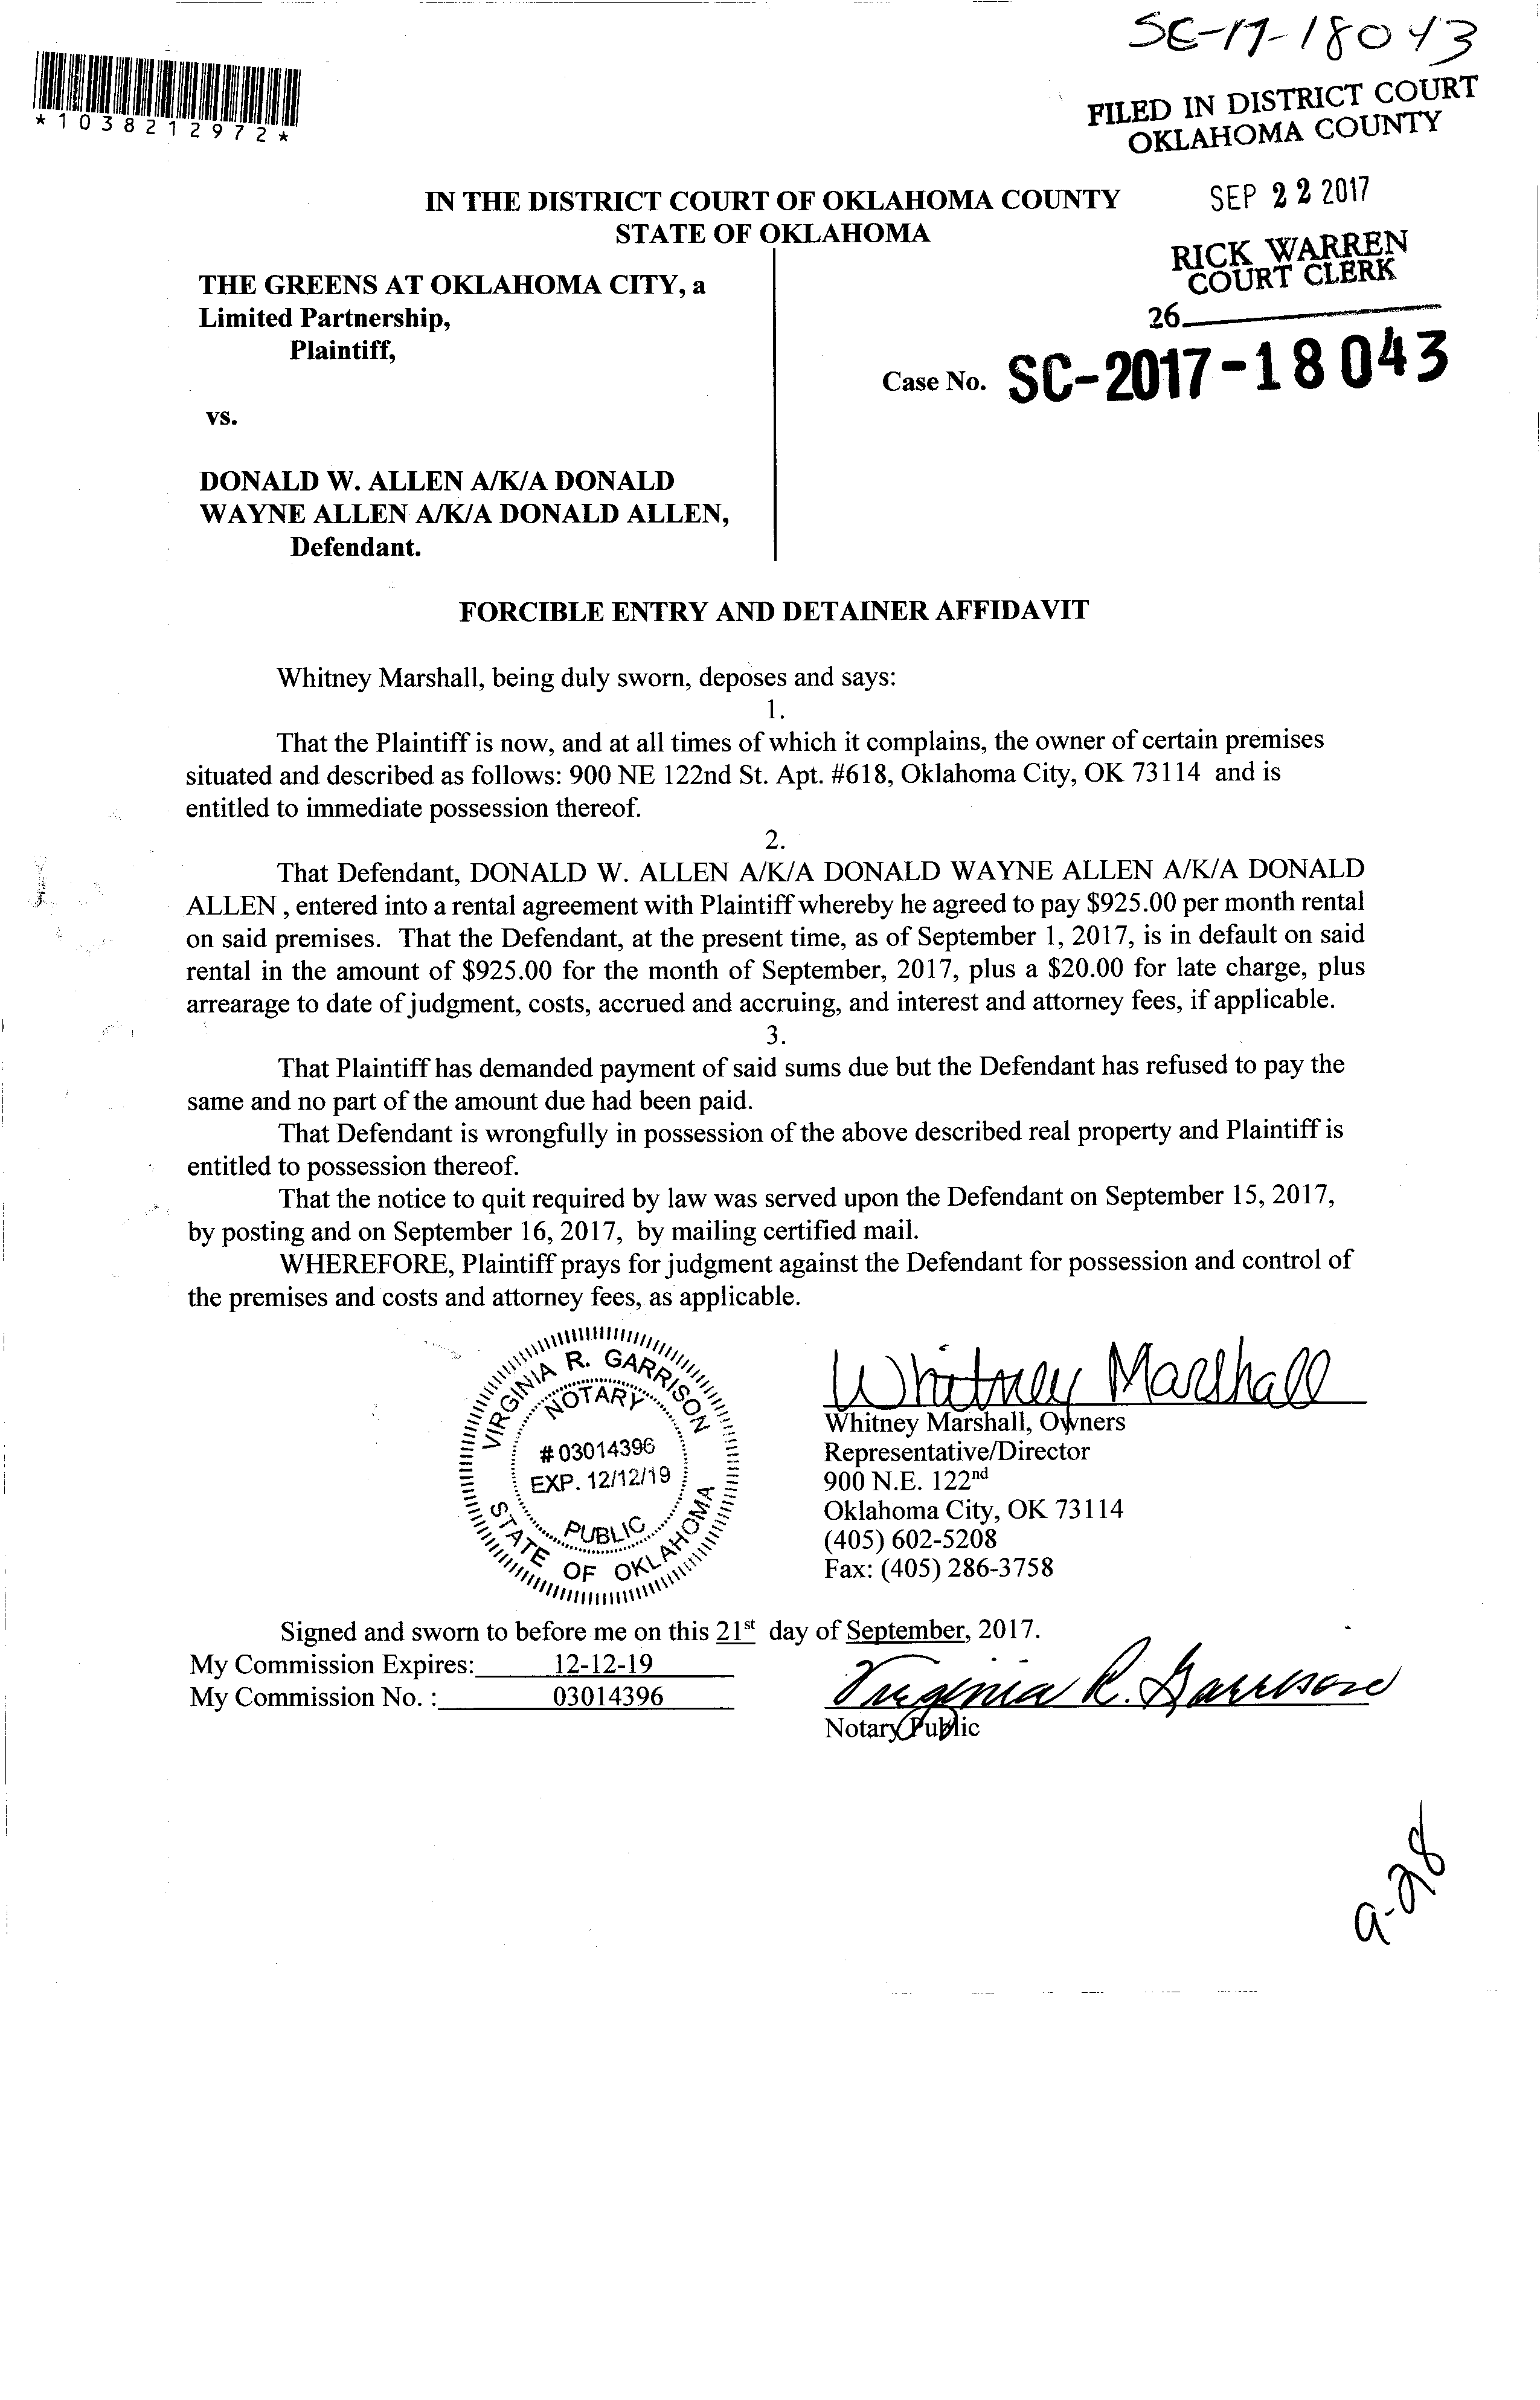 SC-17-18043
*1038212972*
FILED IN DISTRICT COURT
OKLAHOMA COUNTY
SEP 22 2017
RICK WARREN
COURT CLERK
26
IN THE DISTRICT COURT OF OKLAHOMA COUNTY
STATE OF OKLAHOMA
THE GREENS AT OKLAHOMA CITY, a
Limited Partnership,
Plaintiff,
vs.
DONALD W. ALLEN A/K/A DONALD
WAYNE ALLEN A/K/A DONALD ALLEN,
Defendant.
Case No. SC-2017-18043
FORCIBLE ENTRY AND DETAINER AFFIDAVIT
Whitney Marshall, being duly sworn, deposes and says:
1.
That the Plaintiff is now, and at all times of which it complains, the owner of certain premises
situated and described as follows: 900 NE 122nd St. Apt. #618, Oklahoma City, OK 73114 and is
entitled to immediate possession thereof.
2.
That Defendant, DONALD W. ALLEN A/K/A DONALD WAYNE ALLEN A/K/A DONALD
ALLEN , entered into a rental agreement with Plaintiff whereby he agreed to pay $925.00 per month rental
on said premises. That the Defendant, at the present time, as of September 1, 2017, is in default on said
rental in the amount of $925.00 for the month of September, 2017, plus a $20.00 for late charge, plus
arrearage to date of judgment, costs, accrued and accruing, and interest and attorney fees, if applicable.
3.
That Plaintiff has demanded payment of said sums due but the Defendant has refused to pay the
same and no part of the amount due had been paid.
That Defendant is wrongfully in possession of the above described real property and Plaintiff is
entitled to possession thereof.
That the notice to quit required by law was served upon the Defendant on September 15, 2017,
by posting and on September 16, 2017, by mailing certified mail.
WHEREFORE, Plaintiff prays for judgment against the Defendant for possession and control of
the premises and costs and attorney fees, as applicable.
VIRGINIA R. GARRISON
NOTARY
#03014396
EXP. 12/12/19
PUBLIC
STATE OF OKLAHOMA
Whitney Marshall
Whitney Marshall, Owners
Representative/Director
900 N.E. 122nd
Oklahoma City, OK 73114
(405) 602-5208
Fax: (405) 286-3758
Signed and sworn to before me on this 21st day of September, 2017.
My Commission Expires: 12-12-19
My Commission No. : 03014396
Virginia R. Garrison
Notary Public
9-28